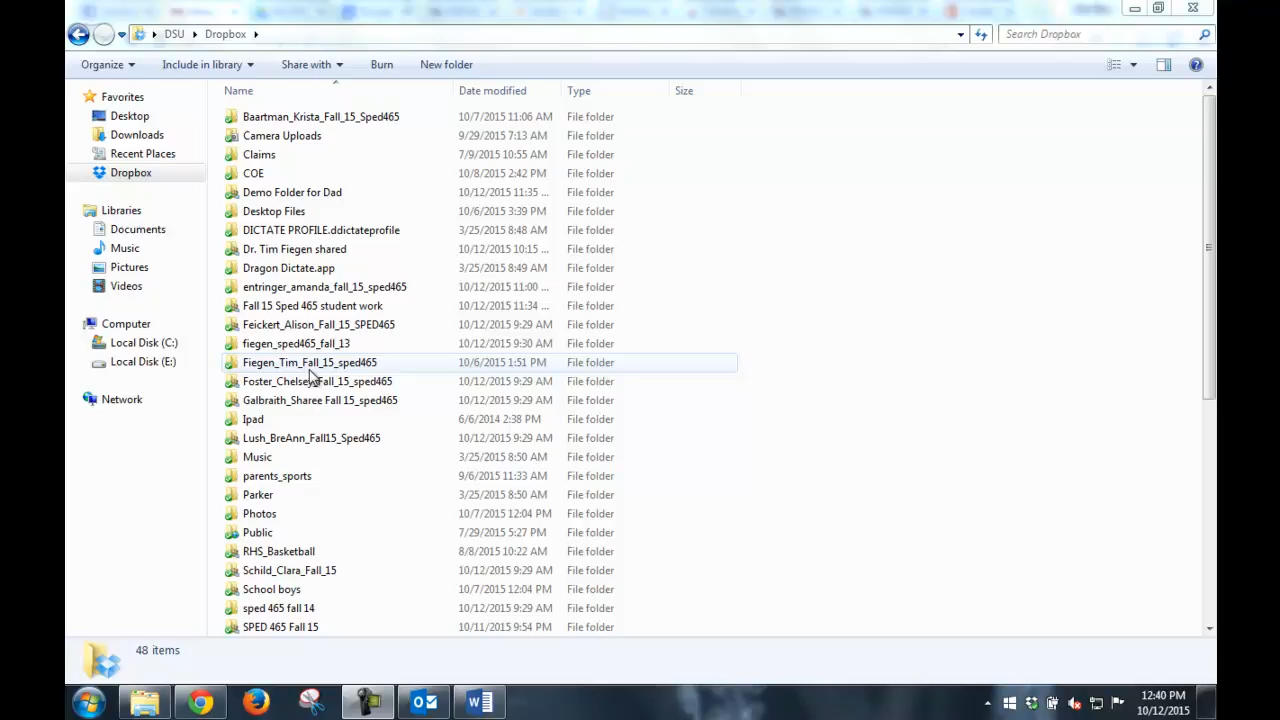 DSU Dropbox Search Dropbox
Organize Include in library Share with Burn New folder
Name Date modified Type Size
Favorites
Desktop
Downloads
Recent Places
Dropbox
Libraries
Documents
Music
Pictures
Videos
Computer
Local Disk (C:)
Local Disk (E:)
Network
Baartman_Krista_Fall_15_Sped465 10/7/2015 11:06 AM File folder
Camera Uploads 9/29/2015 7:13 AM File folder
Claims 7/9/2015 10:55 AM File folder
COE 10/8/2015 2:42 PM File folder
Demo Folder for Dad 10/12/2015 11:35 ... File folder
Desktop Files 10/6/2015 3:39 PM File folder
DICTATE PROFILE.ddictateprofile 3/25/2015 8:48 AM File folder
Dr. Tim Fiegen shared 10/12/2015 10:15 ... File folder
Dragon Dictate.app 3/25/2015 8:49 AM File folder
entringer_amanda_fall_15_sped465 10/12/2015 11:00 ... File folder
Fall 15 Sped 465 student work 10/12/2015 11:34 ... File folder
Feickert_Alison_Fall_15_SPED465 10/12/2015 9:29 AM File folder
fiegen_sped465_fall_13 10/12/2015 9:30 AM File folder
Fiegen_Tim_Fall_15_sped465 10/6/2015 1:51 PM File folder
Foster_Chelsey_Fall_15_sped465 10/12/2015 9:29 AM File folder
Galbraith_Sharee Fall 15_sped465 10/12/2015 9:29 AM File folder
Ipad 6/6/2014 2:38 PM File folder
Lush_BreAnn_Fall15_Sped465 10/12/2015 9:29 AM File folder
Music 3/25/2015 8:50 AM File folder
parents_sports 9/6/2015 11:33 AM File folder
Parker 3/25/2015 8:50 AM File folder
Photos 10/7/2015 12:04 PM File folder
Public 7/29/2015 5:27 PM File folder
RHS_Basketball 8/8/2015 10:22 AM File folder
Schild_Clara_Fall_15 10/12/2015 9:29 AM File folder
School boys 10/7/2015 12:04 PM File folder
sped 465 fall 14 10/12/2015 9:29 AM File folder
SPED 465 Fall 15 10/11/2015 9:54 PM File folder
48 items
12:40 PM
10/12/2015